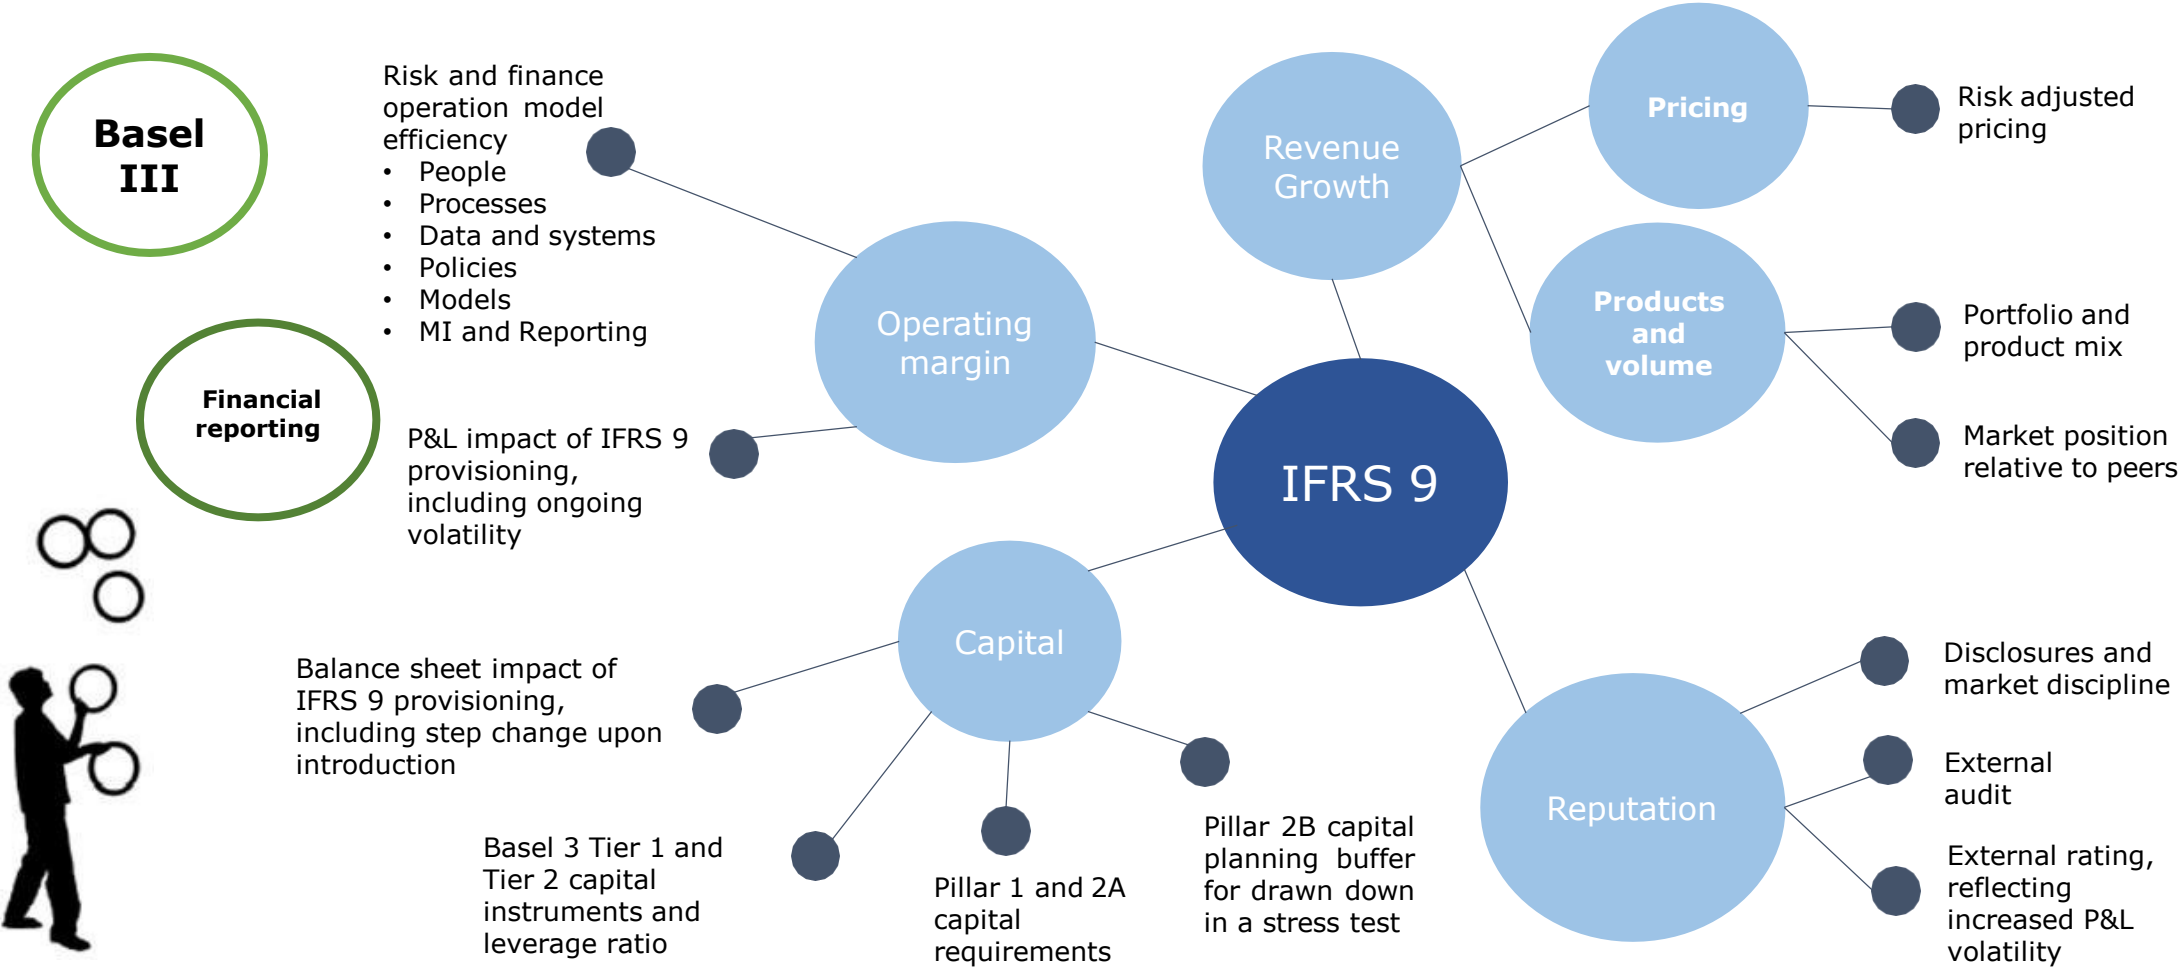 Basel
III
Risk and finance
operation model
efficiency
• People
• Processes
• Data and systems
• Policies
• Models
• MI and Reporting
Financial
reporting
P&L impact of IFRS 9
provisioning,
including ongoing
volatility
Operating
margin
Revenue
Growth
Pricing
Risk adjusted
pricing
Products
and
volume
Portfolio and
product mix
Market position
relative to peers
IFRS 9
Capital
Balance sheet impact of
IFRS 9 provisioning,
including step change upon
introduction
Basel 3 Tier 1 and
Tier 2 capital
instruments and
leverage ratio
Pillar 1 and 2A
capital
requirements
Pillar 2B capital
planning buffer
for drawn down
in a stress test
Reputation
Disclosures and
market discipline
External
audit
External rating,
reflecting
increased P&L
volatility